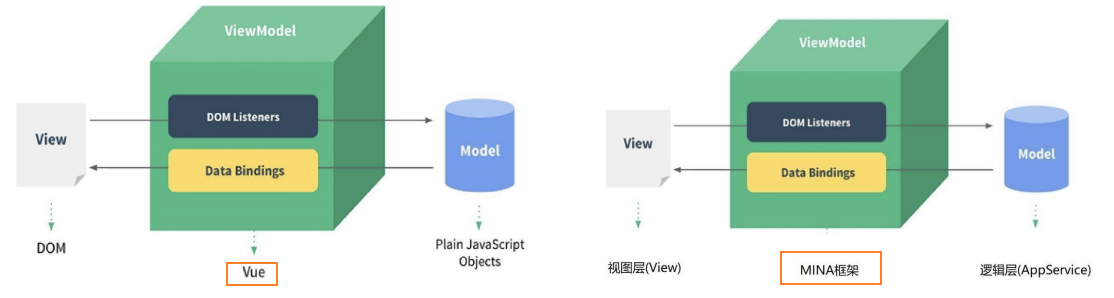 ViewModel
DOM Listeners
View
Model
Data Bindings
DOM
Plain JavaScript
Objects
Vue
ViewModel
DOM Listeners
View
Model
Data Bindings
视图层(View)
MINA框架
逻辑层(AppService)